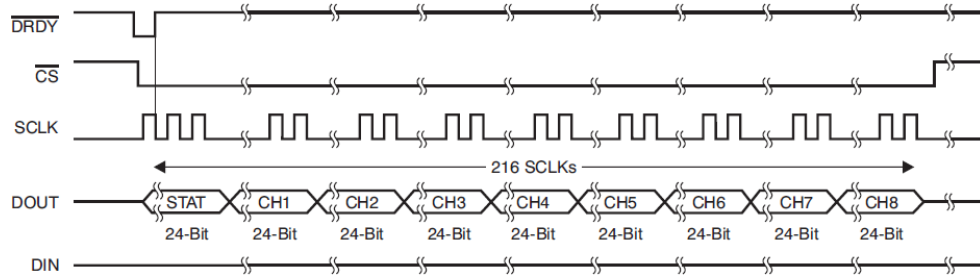 DRDY
CS
SCLK
216 SCLKs
DOUT STAT CH1 CH2 CH3 CH4 CH5 CH6 CH7 CH8
24-Bit 24-Bit 24-Bit 24-Bit 24-Bit 24-Bit 24-Bit 24-Bit 24-Bit
DIN